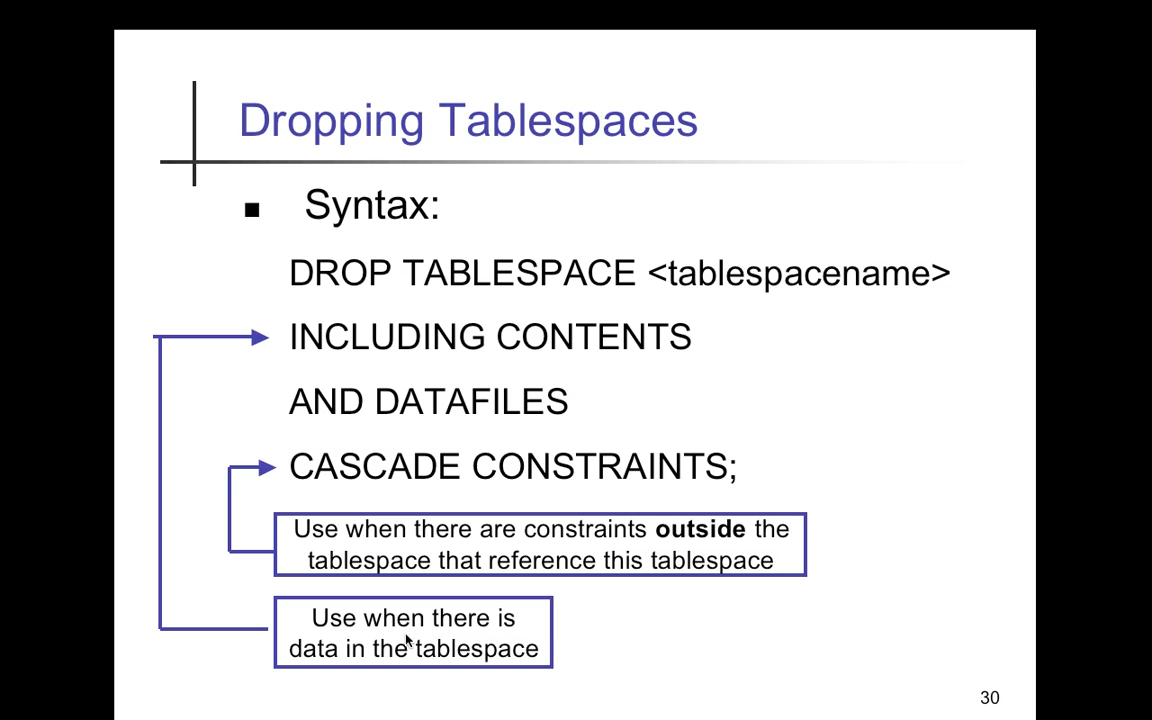 Dropping Tablespaces
Syntax:
DROP TABLESPACE <tablespacename>
INCLUDING CONTENTS
AND DATAFILES
CASCADE CONSTRAINTS;
Use when there are constraints outside the
tablespace that reference this tablespace
Use when there is
data in the tablespace
30